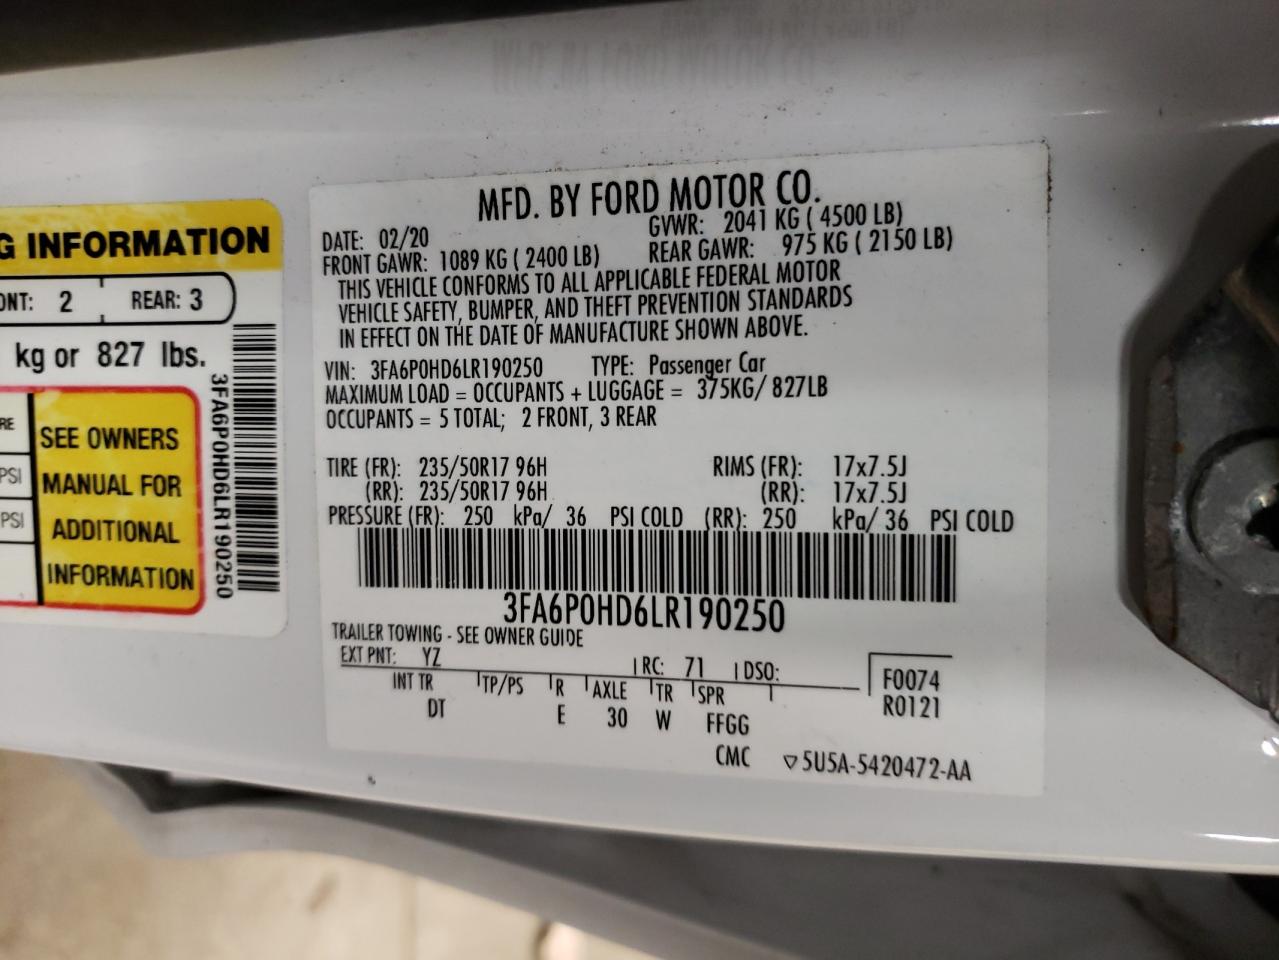 G INFORMATION
ONT: 2 REAR: 3
kg or 827 lbs.
RE
PSI
PSI
SEE OWNERS
MANUAL FOR
ADDITIONAL
INFORMATION
3FA6P0HD6LR190250
MFD. BY FORD MOTOR CO.
DATE: 02/20 GVWR: 2041 KG ( 4500 LB)
FRONT GAWR: 1089 KG ( 2400 LB) REAR GAWR: 975 KG ( 2150 LB)
THIS VEHICLE CONFORMS TO ALL APPLICABLE FEDERAL MOTOR
VEHICLE SAFETY, BUMPER, AND THEFT PREVENTION STANDARDS
IN EFFECT ON THE DATE OF MANUFACTURE SHOWN ABOVE.
VIN: 3FA6P0HD6LR190250 TYPE: Passenger Car
MAXIMUM LOAD = OCCUPANTS + LUGGAGE = 375KG/ 827LB
OCCUPANTS = 5 TOTAL; 2 FRONT, 3 REAR
TIRE (FR): 235/50R17 96H RIMS (FR): 17x7.5J
(RR): 235/50R17 96H (RR): 17x7.5J
PRESSURE (FR): 250 kPa/ 36 PSI COLD (RR): 250 kPa/ 36 PSI COLD
3FA6P0HD6LR190250
TRAILER TOWING - SEE OWNER GUIDE
EXT PNT: YZ RC: 71 DSO:
INT TR TP/PS R AXLE TR SPR
DT E 30 W FFGG
CMC
F0074
R0121
▽5U5A-5420472-AA